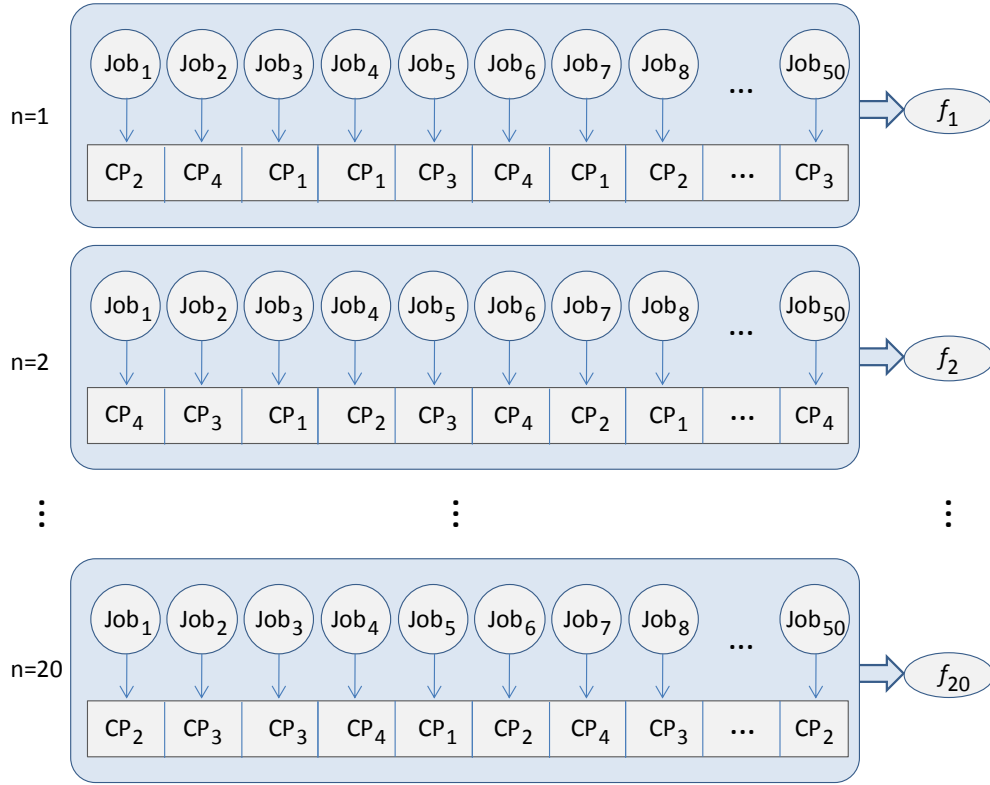 Job1 Job2 Job3 Job4 Job5 Job6 Job7 Job8 ... Job50
n=1 f1
CP2 CP4 CP1 CP1 CP3 CP4 CP1 CP2 ... CP3
Job1 Job2 Job3 Job4 Job5 Job6 Job7 Job8 ... Job50
n=2 f2
CP4 CP3 CP1 CP2 CP3 CP4 CP2 CP1 ... CP4
⋮ ⋮ ⋮
Job1 Job2 Job3 Job4 Job5 Job6 Job7 Job8 ... Job50
n=20 f20
CP2 CP3 CP3 CP4 CP1 CP2 CP4 CP3 ... CP2